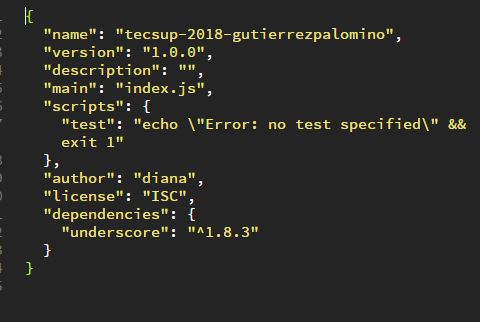 {
"name": "tecsup-2018-gutierrezpalomino",
"version": "1.0.0",
"description": "",
"main": "index.js",
"scripts": {
"test": "echo \"Error: no test specified\" &&
exit 1"
},
"author": "diana",
"license": "ISC",
"dependencies": {
"underscore": "^1.8.3"
}
}